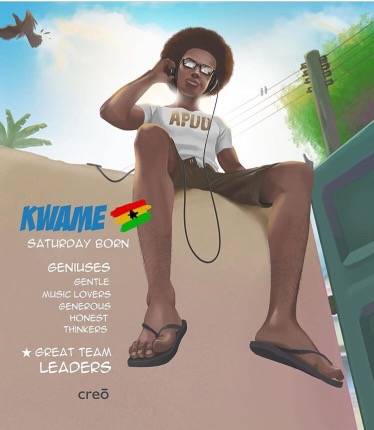 APUU
KWAME
SATURDAY BORN
GENIUSES
GENTLE
MUSIC LOVERS
GENEROUS
HONEST
THINKERS
★ GREAT TEAM
LEADERS
creō